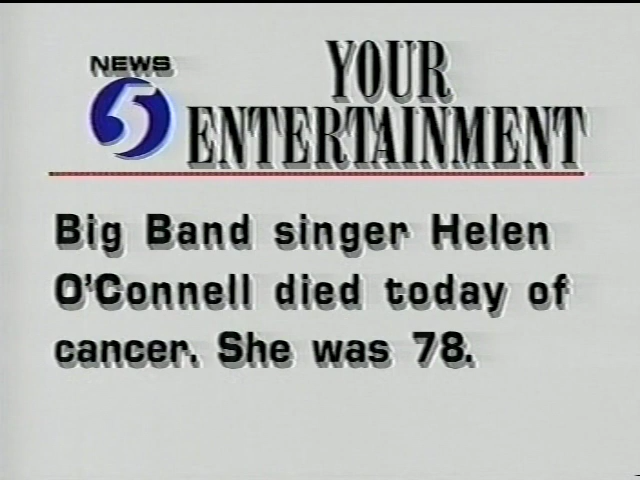 NEWS
5
YOUR
ENTERTAINMENT
Big Band singer Helen
O'Connell died today of
cancer. She was 78.